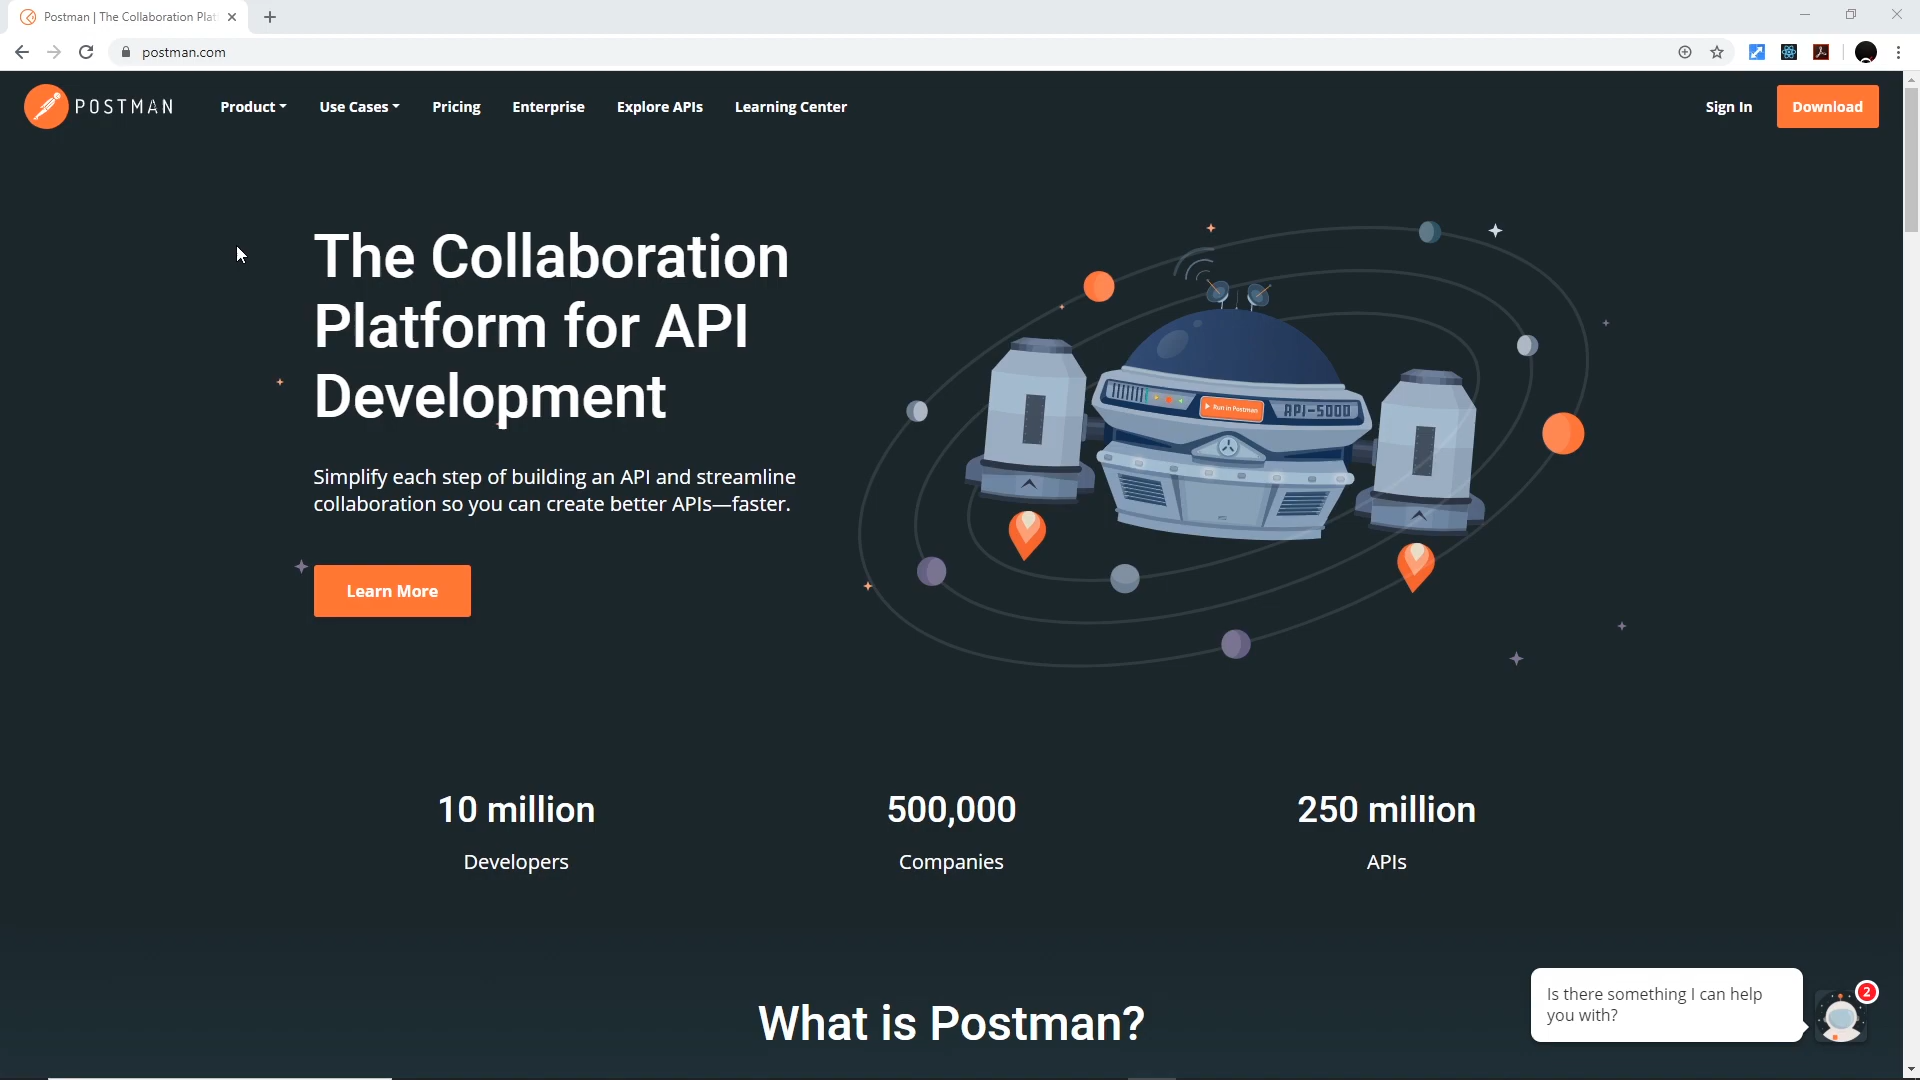 Postman | The Collaboration Plat
postman.com
POSTMAN
Product
Use Cases
Pricing
Enterprise
Explore APIs
Learning Center
Sign In
Download
The Collaboration
Platform for API
Development
Simplify each step of building an API and streamline
collaboration so you can create better APIs—faster.
Learn More
Run in Postman
API-5000
10 million
500,000
250 million
Developers
Companies
APIs
What is Postman?
Is there something I can help
you with?
2